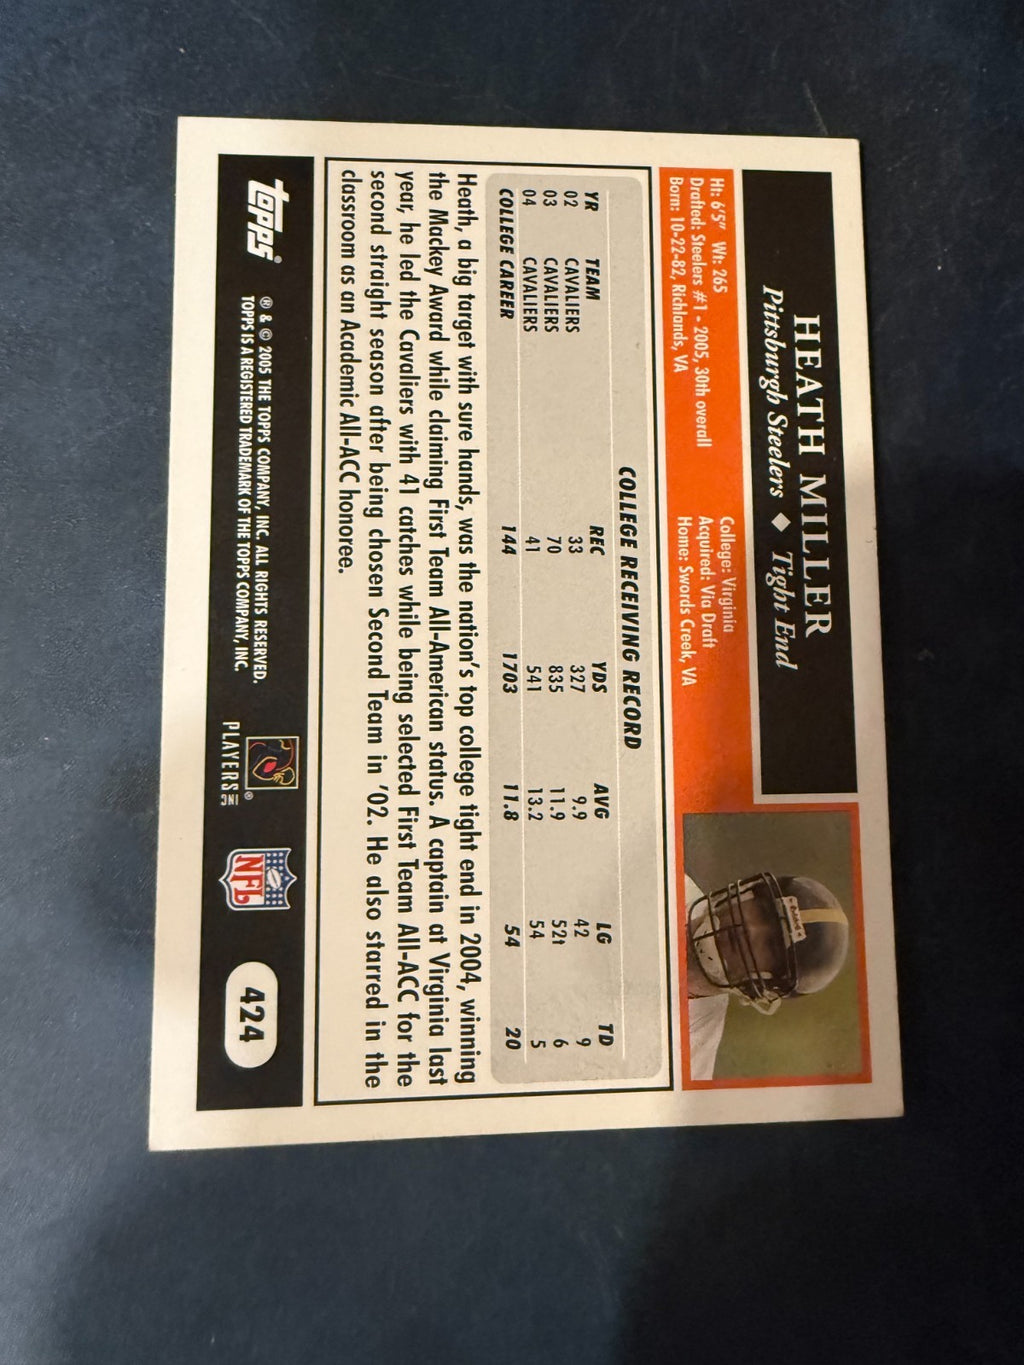 HEATH MILLER
Pittsburgh Steelers ◆ Tight End
Ht: 6'5" Wt: 265
Drafted: Steelers #1 - 2005, 30th overall
Born: 10-22-82, Richlands, VA
College: Virginia
Acquired: Via Draft
Home: Swords Creek, VA
COLLEGE RECEIVING RECORD
YR TEAM REC YDS AVG LG TD
02 CAVALIERS 33 327 9.9 42 9
03 CAVALIERS 70 835 11.9 52t 6
04 CAVALIERS 41 541 13.2 54 5
COLLEGE CAREER 144 1703 11.8 54 20
Heath, a big target with sure hands, was the nation's top college tight end in 2004, winning
the Mackey Award while claiming First Team All-American status. A captain at Virginia last
year, he led the Cavaliers with 41 catches while being selected First Team All-ACC for the
second straight season after being chosen Second Team in '02. He also starred in the
classroom as an Academic All-ACC honoree.
topps®
® & © 2005 THE TOPPS COMPANY, INC. ALL RIGHTS RESERVED.
TOPPS IS A REGISTERED TRADEMARK OF THE TOPPS COMPANY, INC.
PLAYERS INC®
NFL
424
Riddell